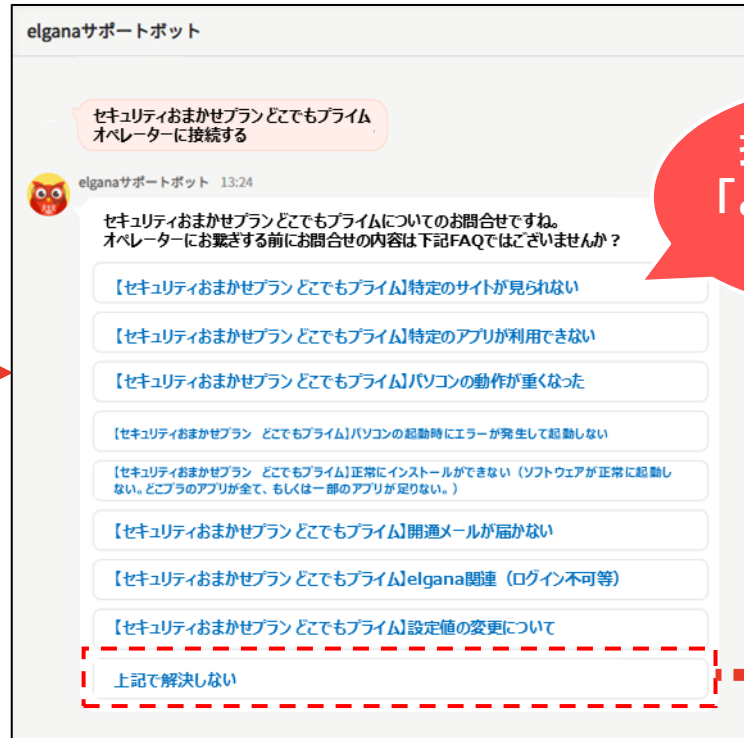 elganaサポートボット
セキュリティおまかせプラン どこでもプライム
オペレーターに接続する
elganaサポートボット 13:24
セキュリティおまかせプラン どこでもプライムについてのお問合せですね。
オペレーターにお繋ぎする前にお問合せの内容は下記FAQではございませんか？
【セキュリティおまかせプラン どこでもプライム】特定のサイトが見られない
【セキュリティおまかせプラン どこでもプライム】特定のアプリが利用できない
【セキュリティおまかせプラン どこでもプライム】パソコンの動作が重くなった
【セキュリティおまかせプラン　どこでもプライム】パソコンの起動時にエラーが発生して起動しない
【セキュリティおまかせプラン　どこでもプライム】正常にインストールができない（ソフトウェアが正常に起動し
ない。どこプラのアプリが全て、もしくは一部のアプリが足りない。）
【セキュリティおまかせプラン どこでもプライム】開通メールが届かない
【セキュリティおまかせプラン どこでもプライム】elgana関連（ログイン不可等）
【セキュリティおまかせプラン どこでもプライム】設定値の変更について
上記で解決しない